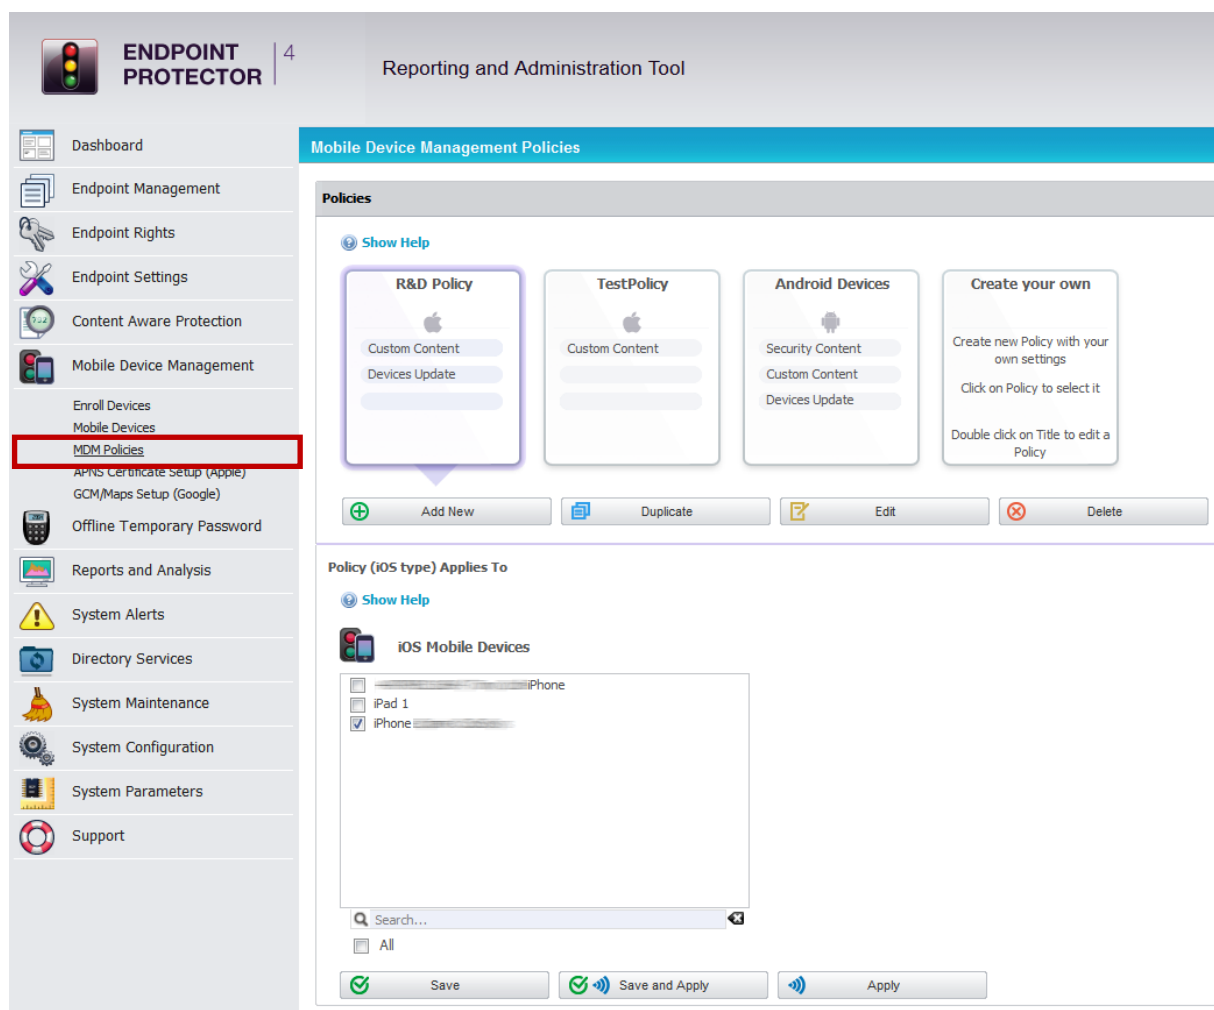 ENDPOINT
PROTECTOR
4
Reporting and Administration Tool
Dashboard
Endpoint Management
Endpoint Rights
Endpoint Settings
Content Aware Protection
Mobile Device Management
Enroll Devices
Mobile Devices
MDM Policies
APNS Certificate Setup (Apple)
GCM/Maps Setup (Google)
Offline Temporary Password
Reports and Analysis
System Alerts
Directory Services
System Maintenance
System Configuration
System Parameters
Support
Mobile Device Management Policies
Policies
Show Help
R&D Policy
Custom Content
Devices Update
TestPolicy
Custom Content
Android Devices
Security Content
Custom Content
Devices Update
Create your own
Create new Policy with your
own settings
Click on Policy to select it
Double click on Title to edit a
Policy
Add New
Duplicate
Edit
Delete
Policy (iOS type) Applies To
Show Help
iOS Mobile Devices
iPhone
iPad 1
iPhone
Search...
All
Save
Save and Apply
Apply